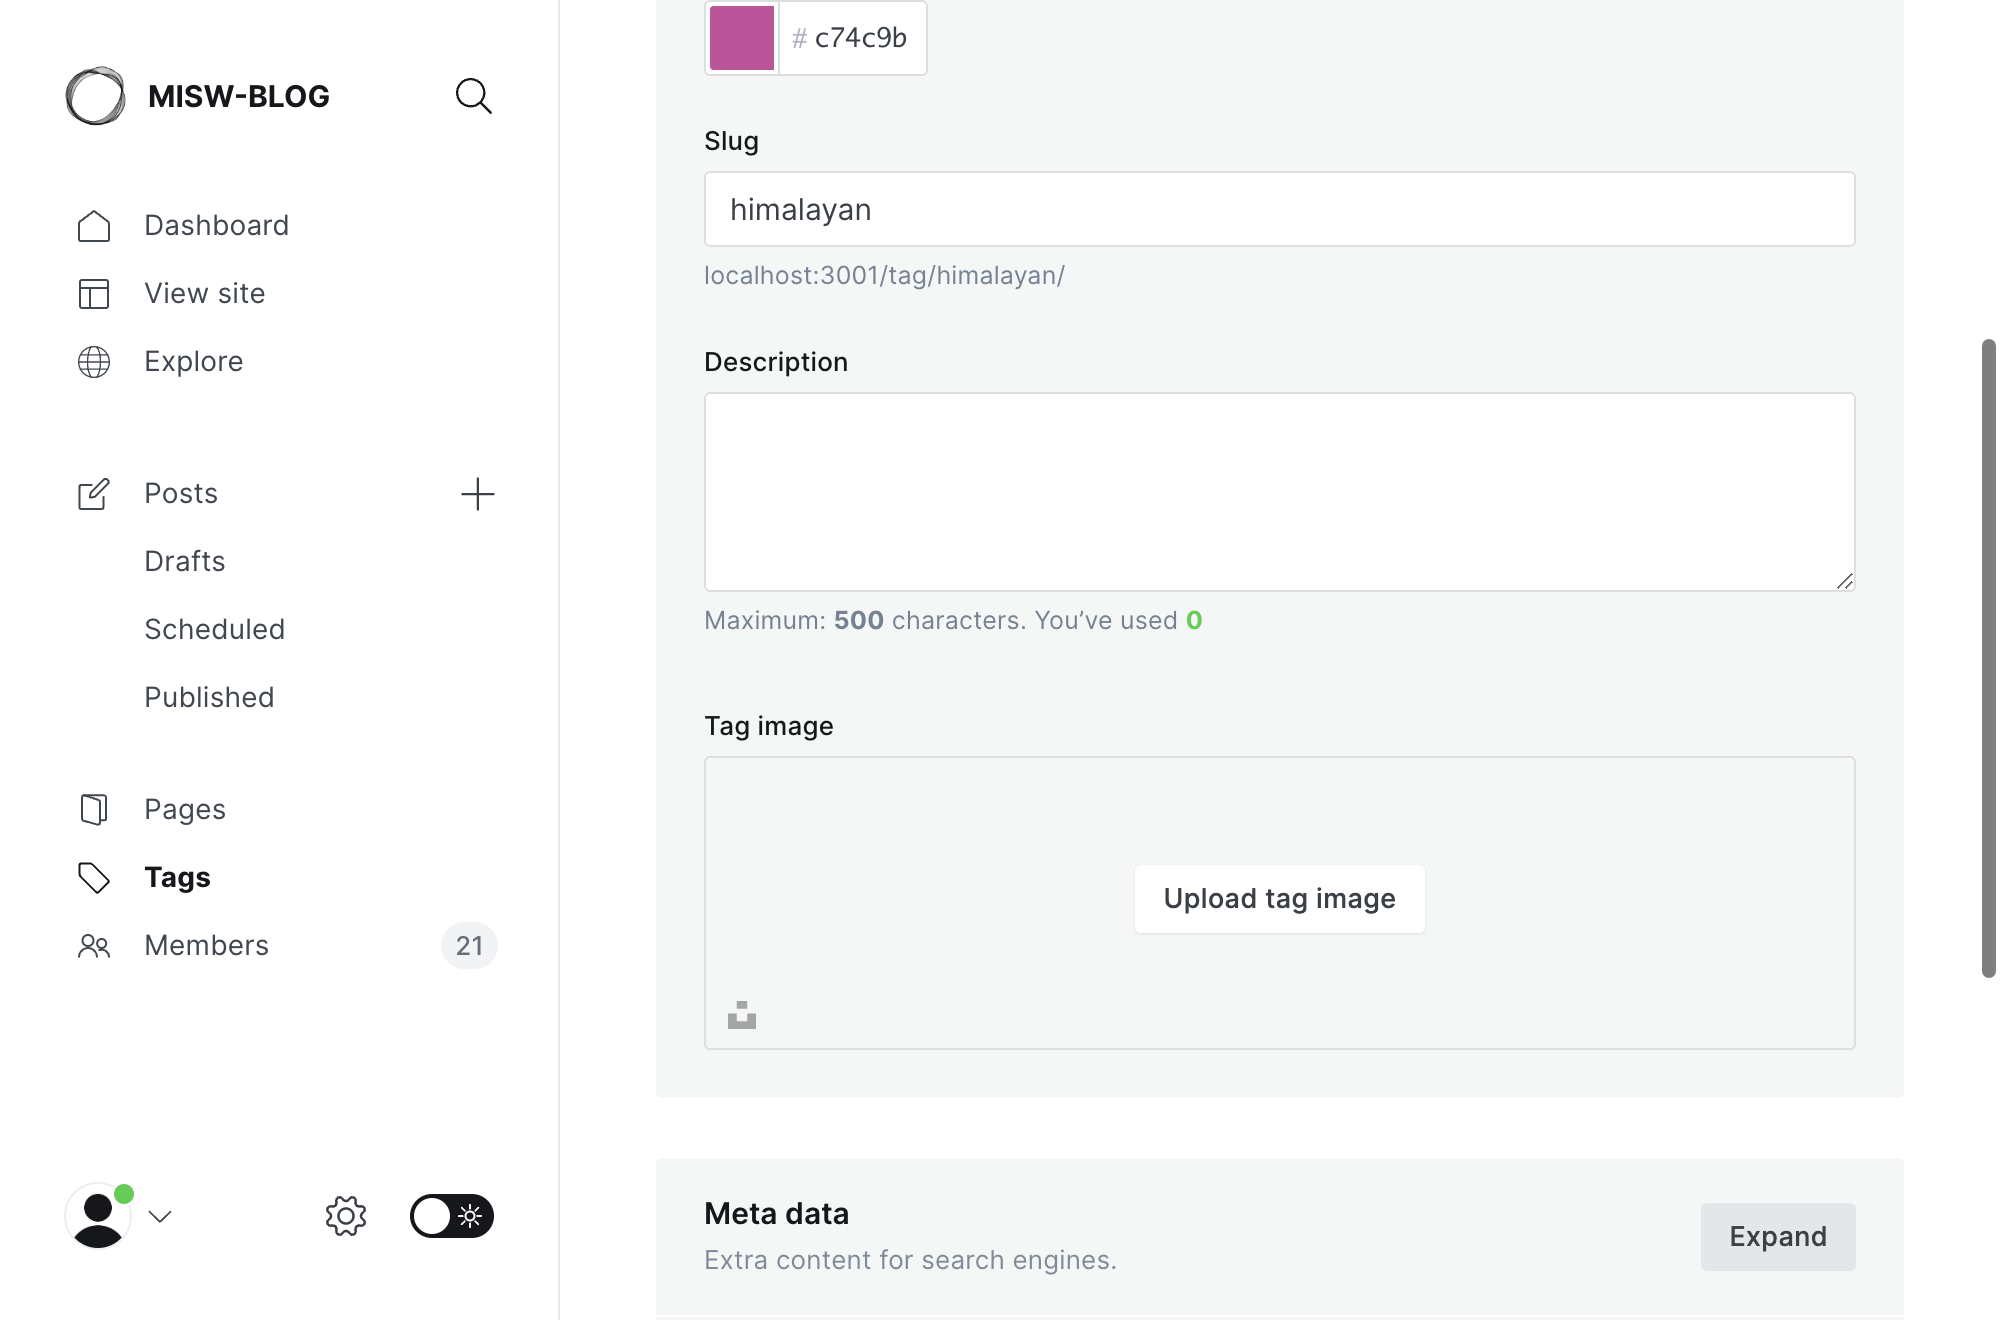 MISW-BLOG
Dashboard
View site
Explore
Posts
Drafts
Scheduled
Published
Pages
Tags
Members
21
# c74c9b
Slug
himalayan
localhost:3001/tag/himalayan/
Description
Maximum: 500 characters. You’ve used 0
Tag image
Upload tag image
Meta data
Extra content for search engines.
Expand